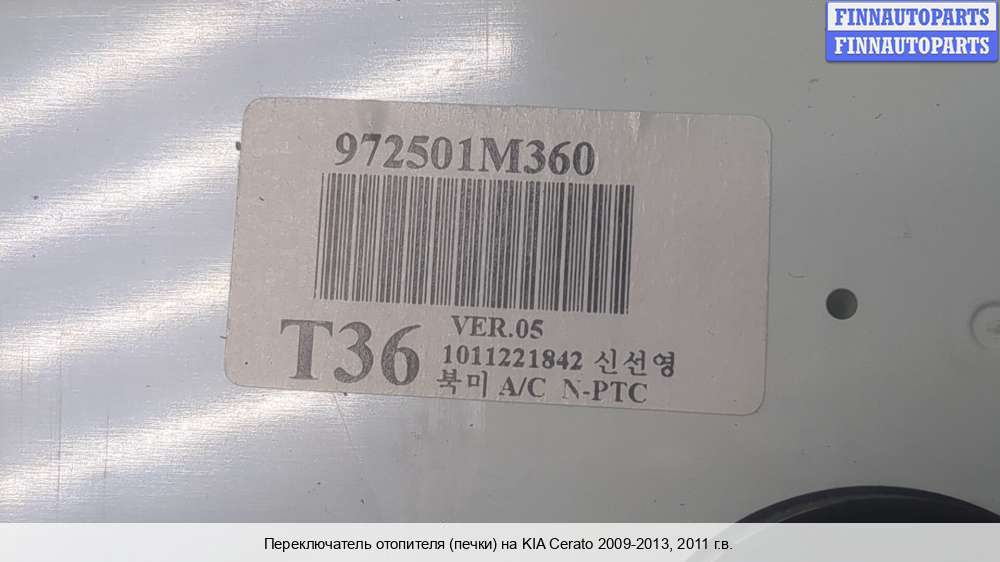 FINNAUTOPARTS
FINNAUTOPARTS
972501M360
T36
VER.05
1011221842 신선영
북미 A/C N-PTC
Переключатель отопителя (печки) на KIA Cerato 2009-2013, 2011 г.в.